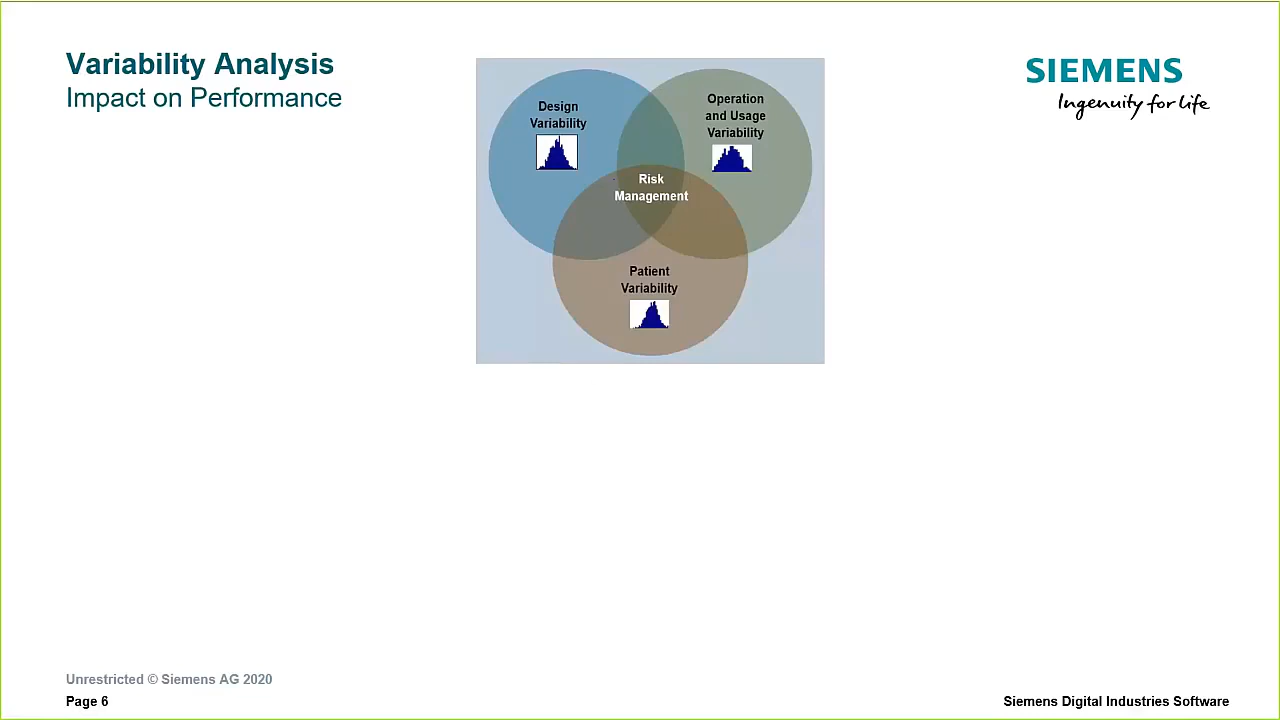 Variability Analysis
Impact on Performance
SIEMENS
Ingenuity for life
Design
Variability
Operation
and Usage
Variability
Risk
Management
Patient
Variability
Unrestricted © Siemens AG 2020
Page 6
Siemens Digital Industries Software